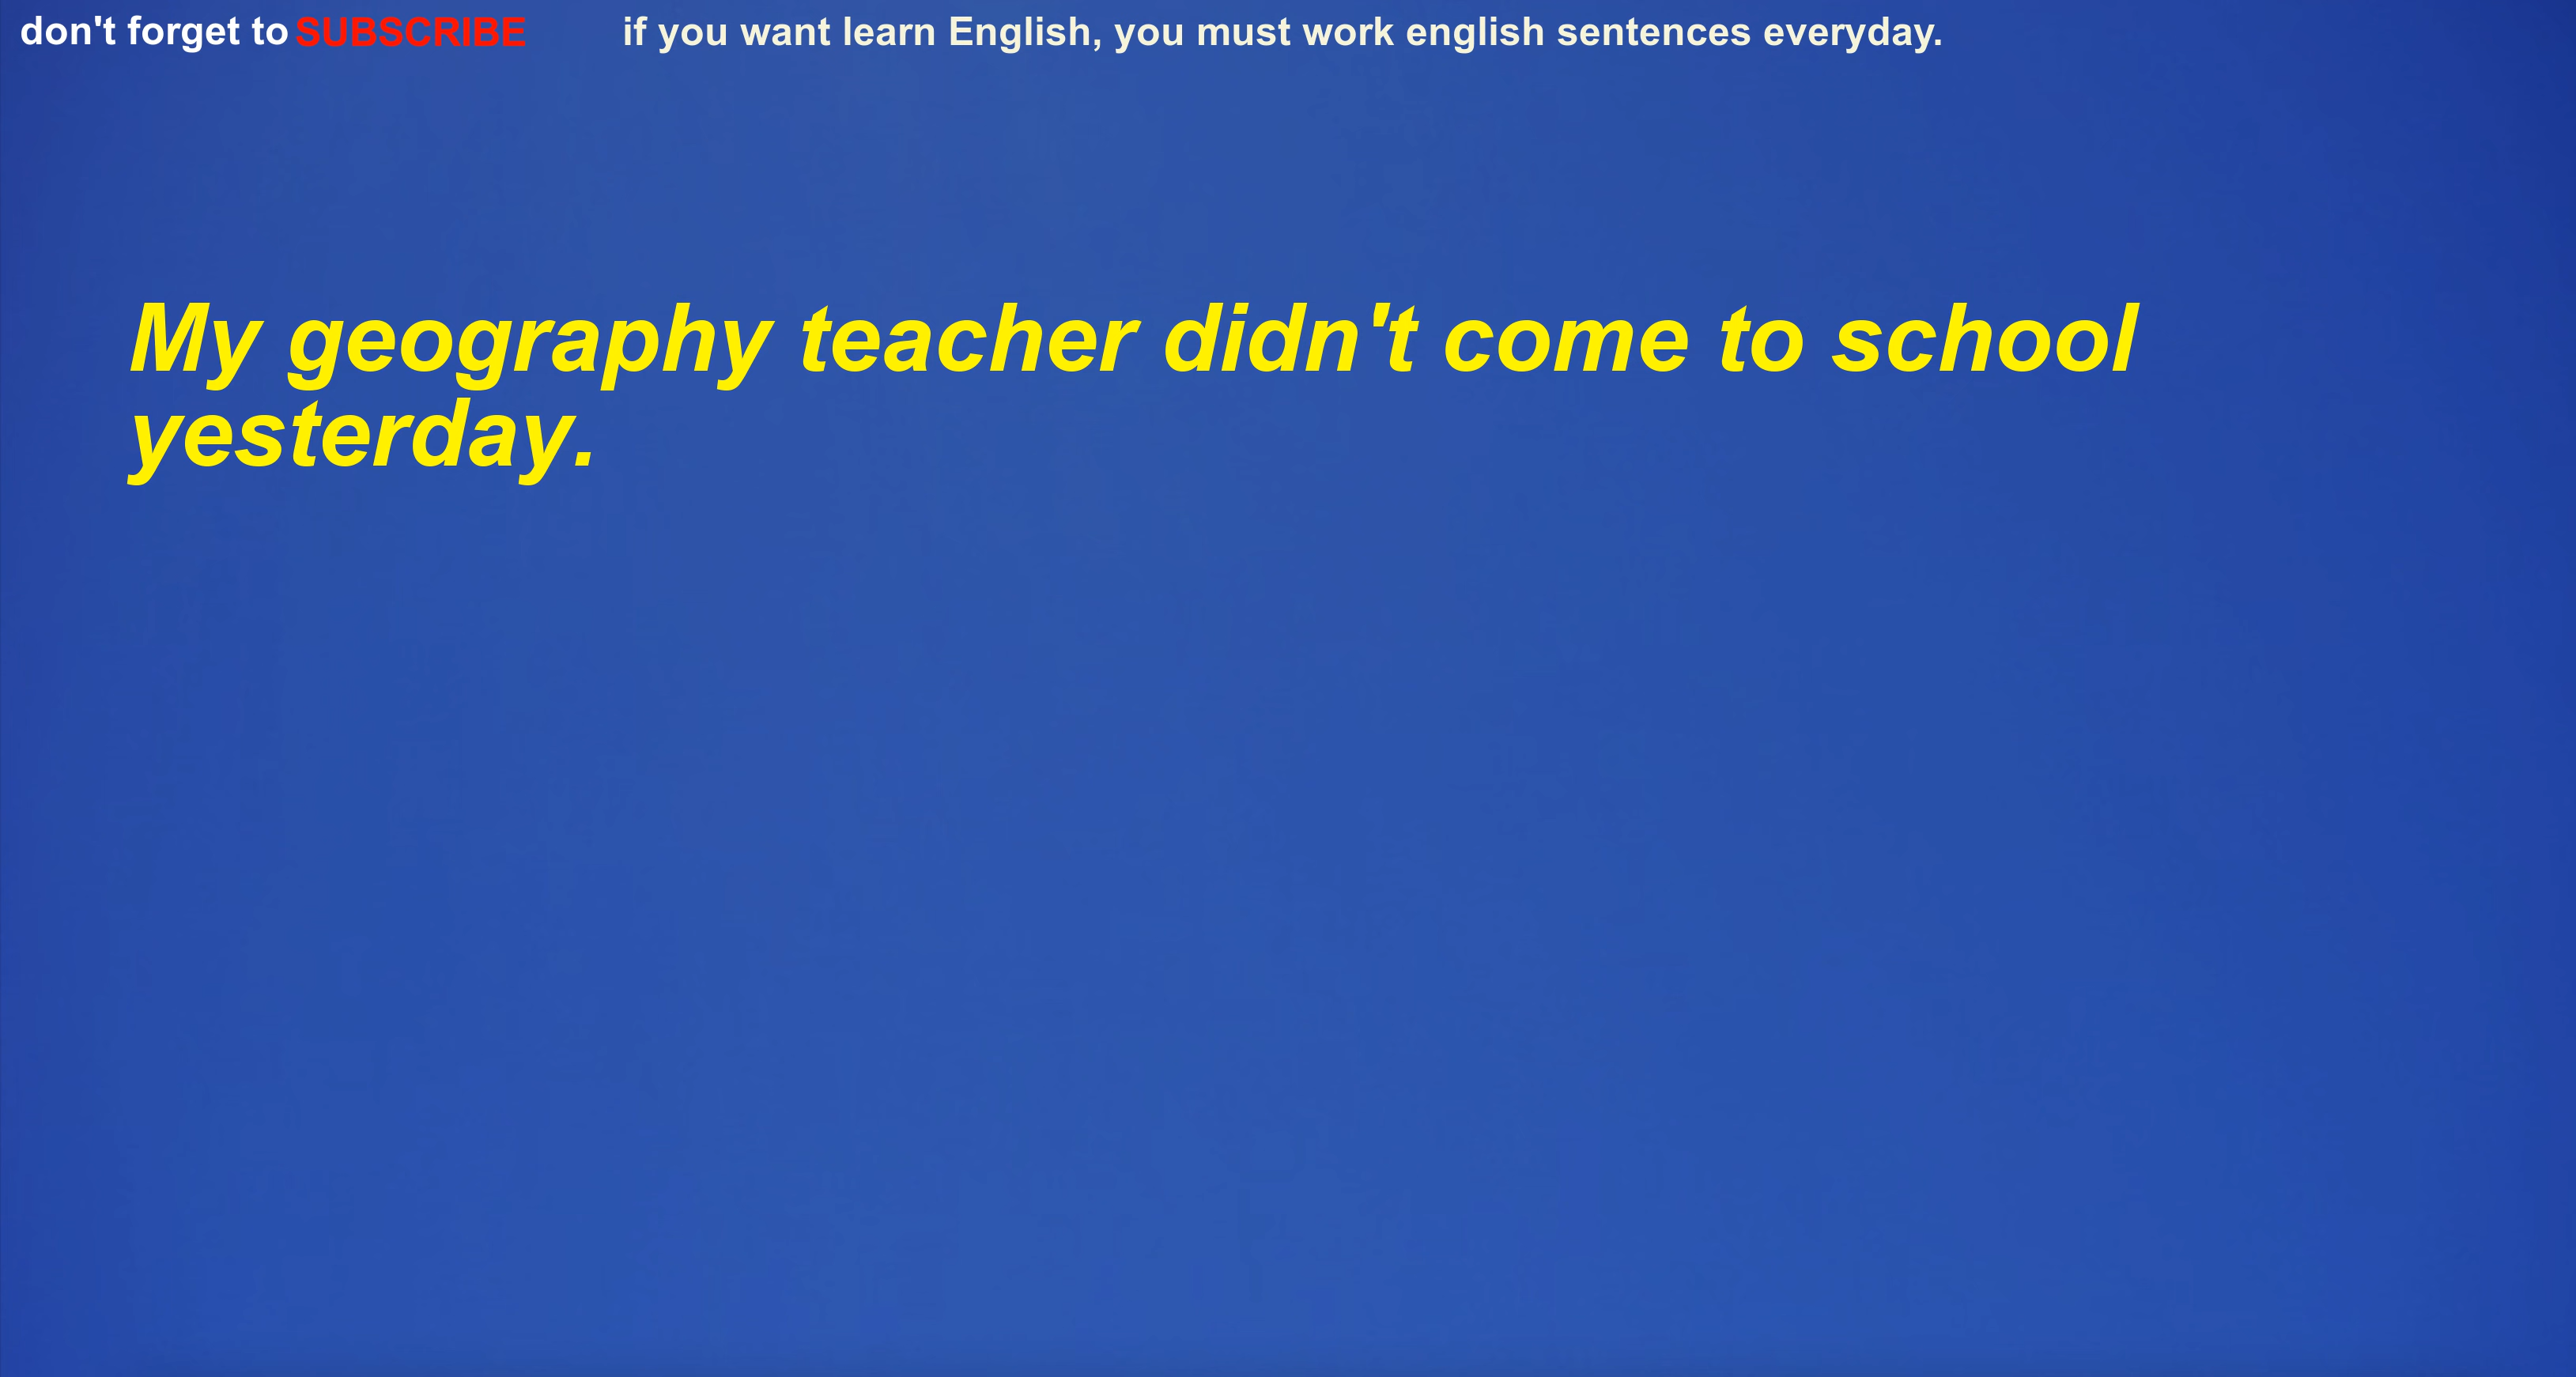 don't forget to SUBSCRIBE if you want learn English, you must work english sentences everyday.
My geography teacher didn't come to school
yesterday.